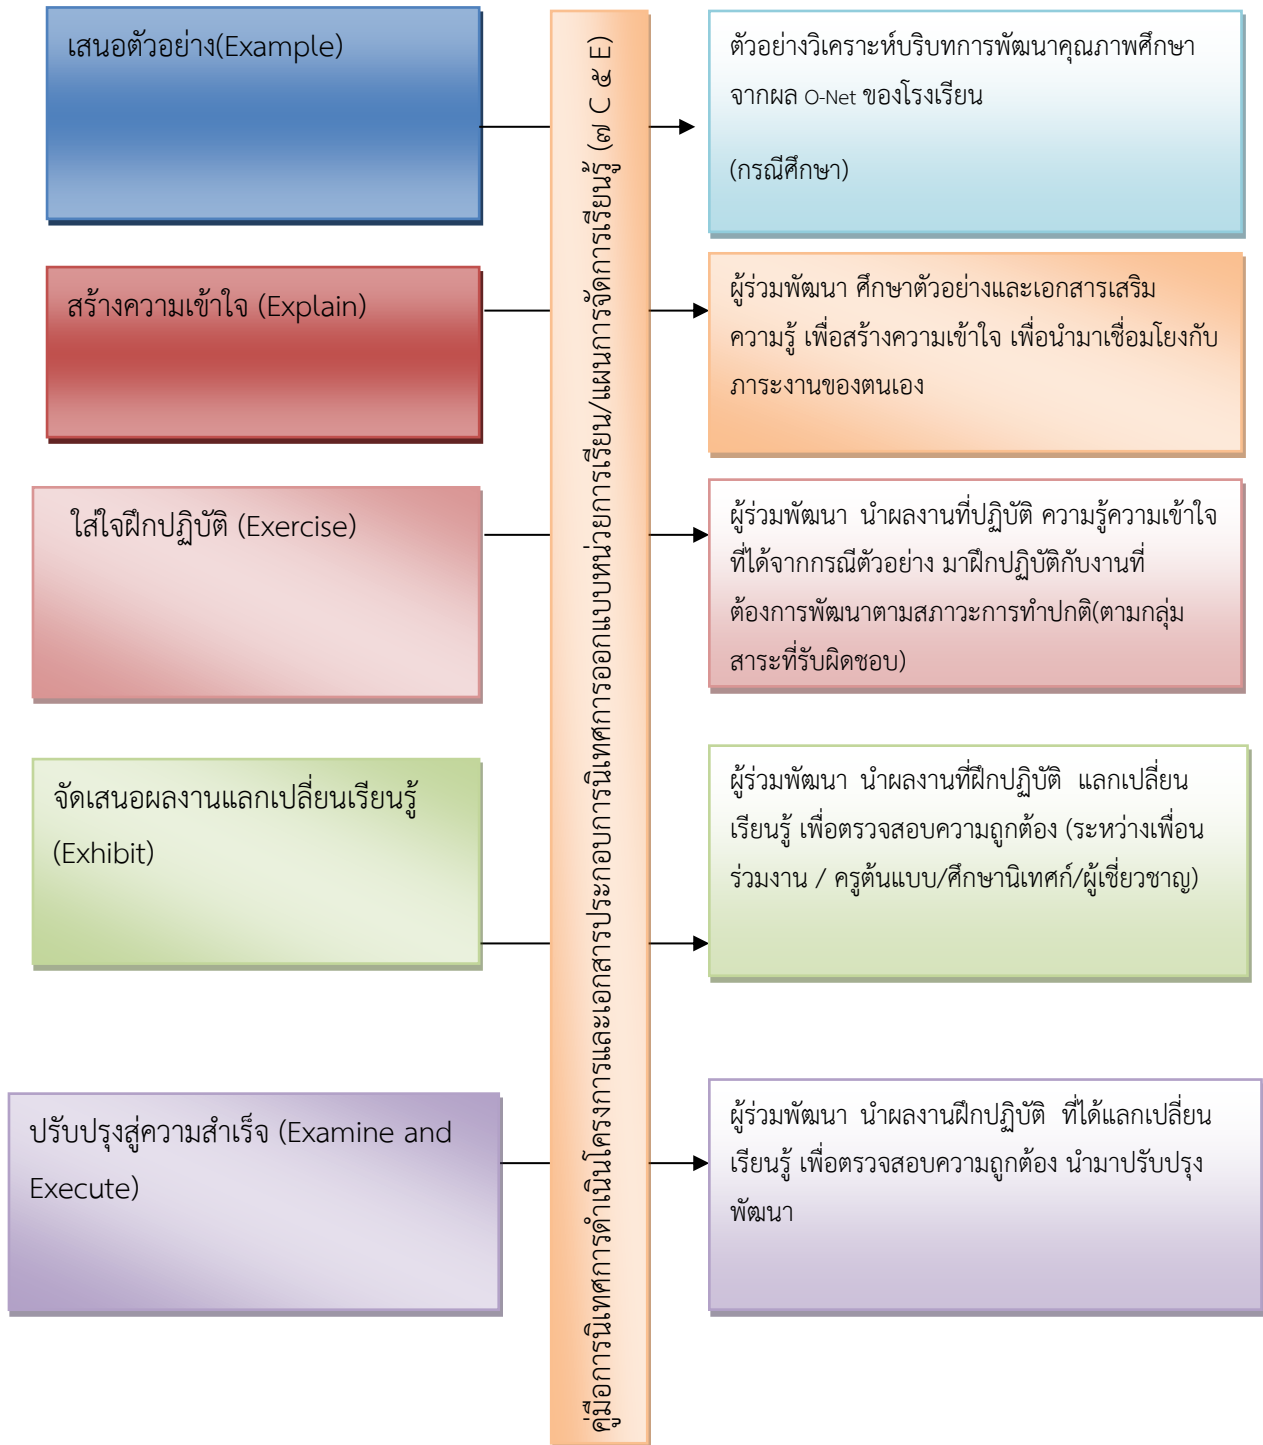 เสนอตัวอย่าง(Example)
ตัวอย่างวิเคราะห์บริบทการพัฒนาคุณภาพศึกษา
จากผล O-Net ของโรงเรียน
(กรณีศึกษา)
สร้างความเข้าใจ (Explain)
ผู้ร่วมพัฒนา ศึกษาตัวอย่างและเอกสารเสริม
ความรู้ เพื่อสร้างความเข้าใจ เพื่อนำมาเชื่อมโยงกับ
ภาระงานของตนเอง
ใส่ใจฝึกปฏิบัติ (Exercise)
ผู้ร่วมพัฒนา นำผลงานที่ปฏิบัติ ความรู้ความเข้าใจ
ที่ได้จากกรณีตัวอย่าง มาฝึกปฏิบัติกับงานที่
ต้องการพัฒนาตามสภาวะการทำปกติ(ตามกลุ่ม
สาระที่รับผิดชอบ)
จัดเสนอผลงานแลกเปลี่ยนเรียนรู้
(Exhibit)
ผู้ร่วมพัฒนา นำผลงานที่ฝึกปฏิบัติ แลกเปลี่ยน
เรียนรู้ เพื่อตรวจสอบความถูกต้อง (ระหว่างเพื่อน
ร่วมงาน / ครูต้นแบบ/ศึกษานิเทศก์/ผู้เชี่ยวชาญ)
ปรับปรุงสู่ความสำเร็จ (Examine and
Execute)
ผู้ร่วมพัฒนา นำผลงานฝึกปฏิบัติ ที่ได้แลกเปลี่ยน
เรียนรู้ เพื่อตรวจสอบความถูกต้อง นำมาปรับปรุง
พัฒนา
คู่มือการนิเทศการดำเนินโครงการและเอกสารประกอบการนิเทศการออกแบบหน่วยการเรียน/แผนการจัดการเรียนรู้ (๗ C ๕ E)